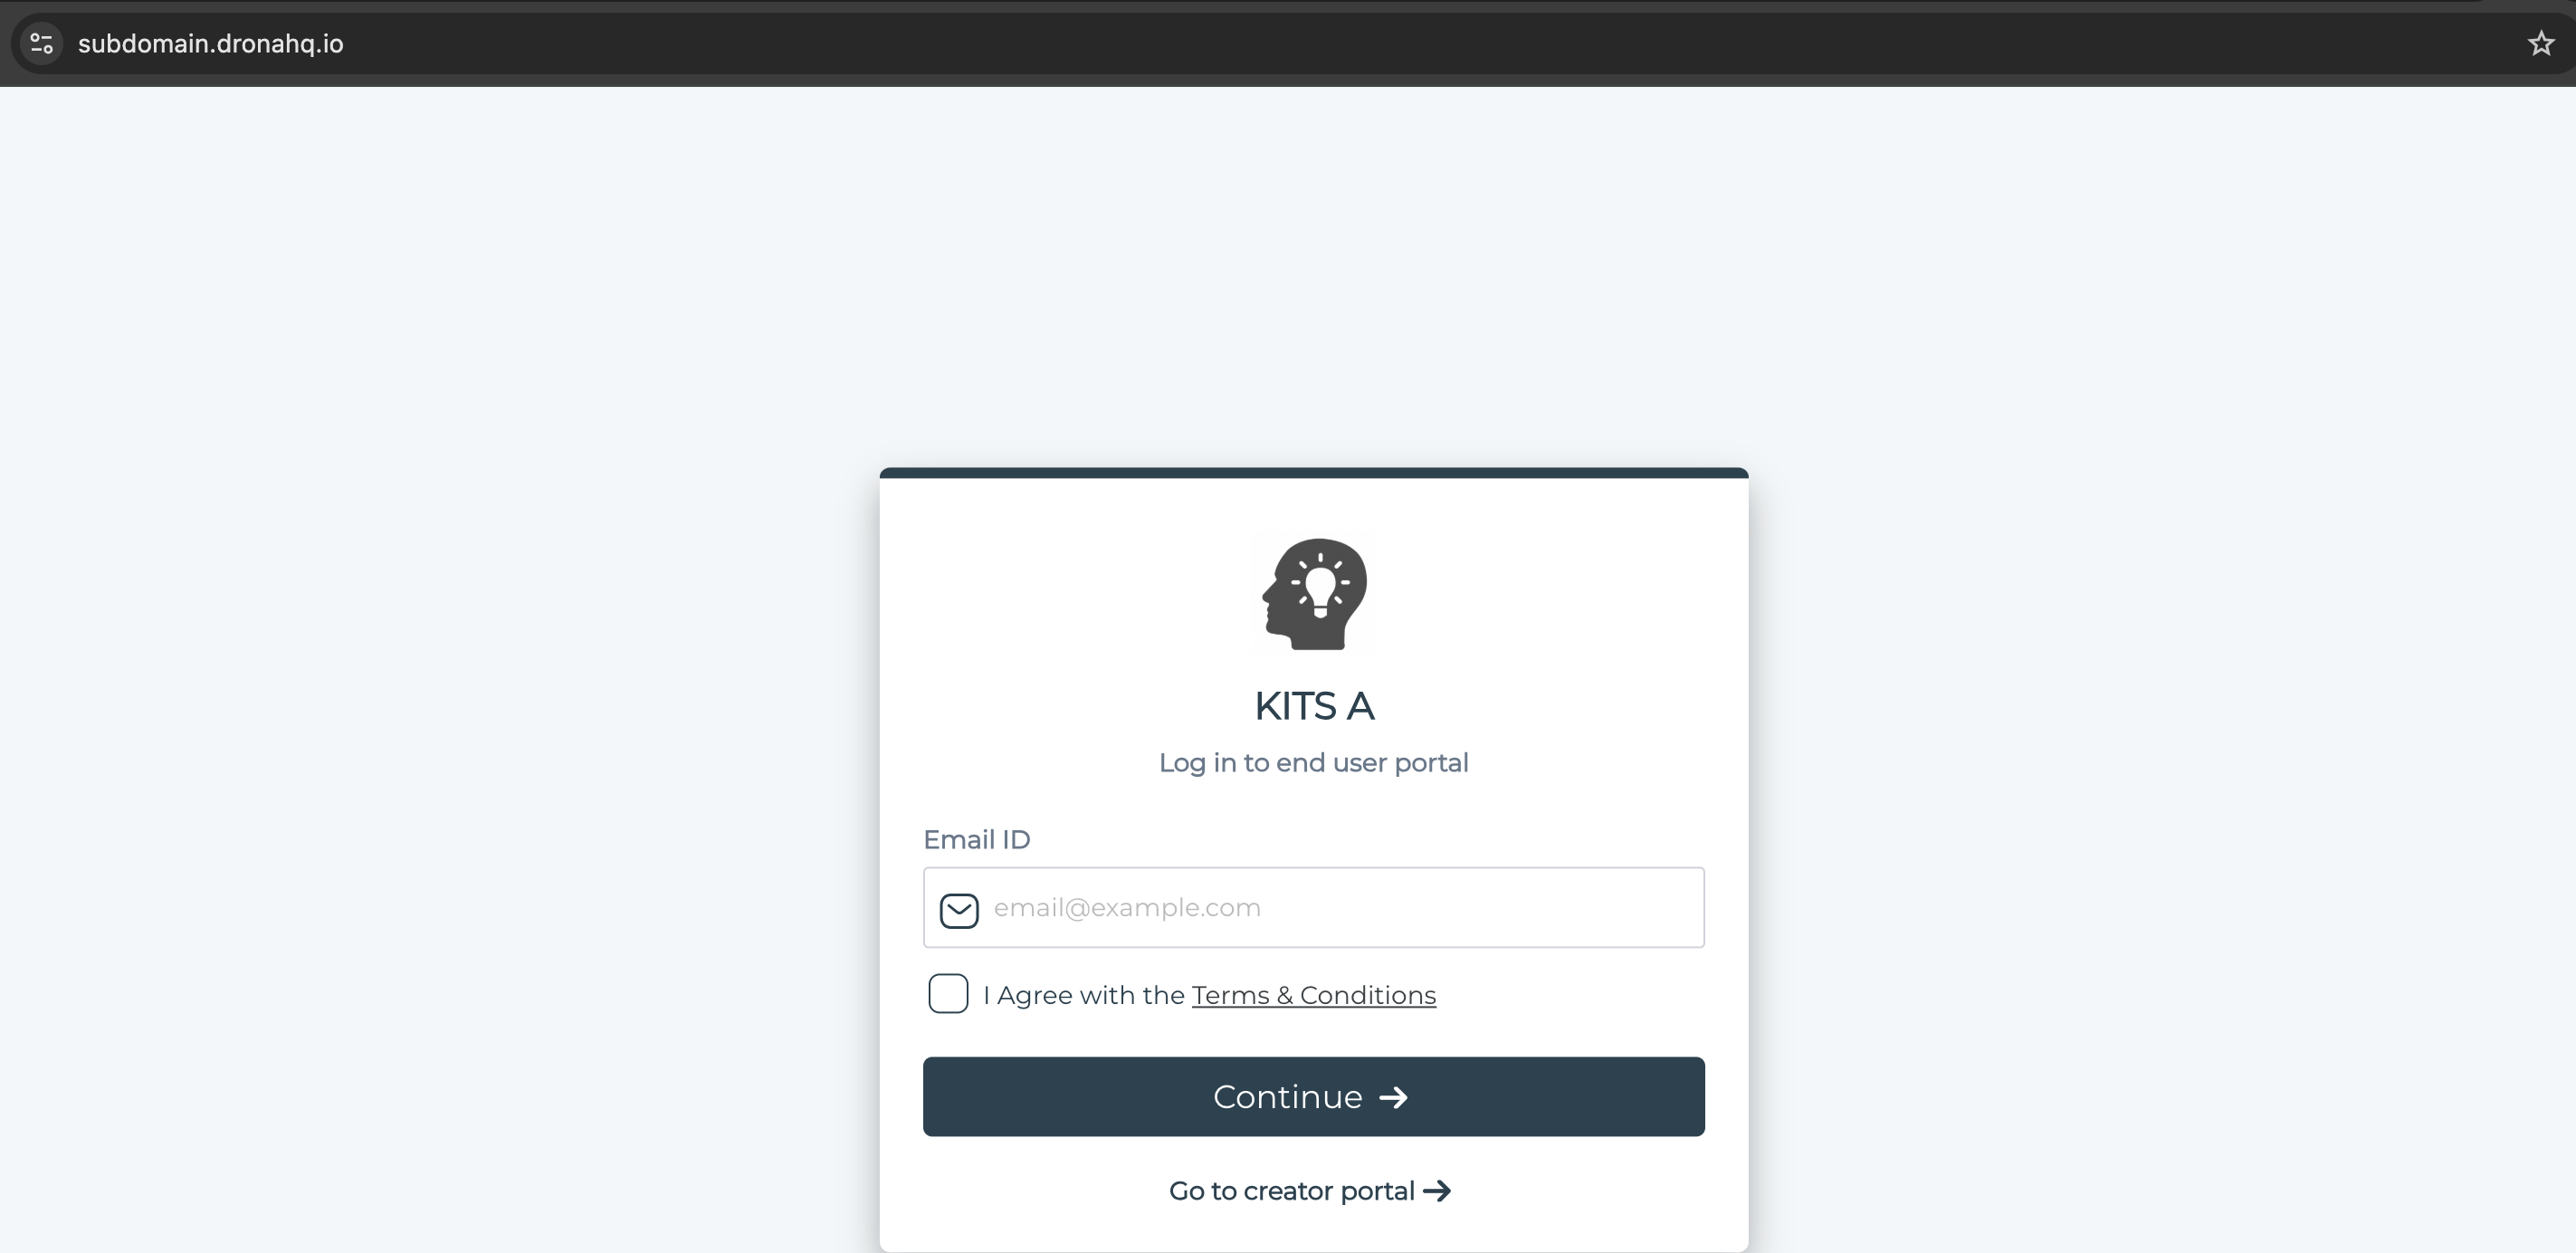 subdomain.dronahq.io
KITS A
Log in to end user portal
Email ID
email@example.com
I Agree with the Terms & Conditions
Continue →
Go to creator portal →